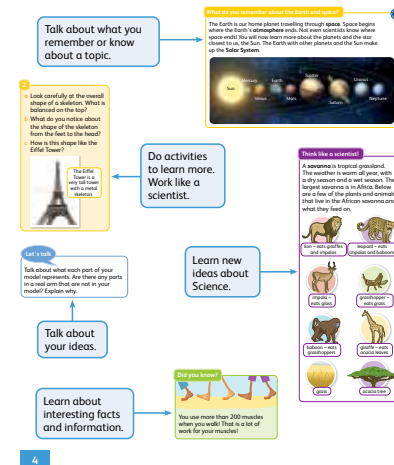 What do you remember about the Earth and space?
Talk about what you
remember or know
about a topic.
The Earth is our home planet travelling through space. Space begins
where the Earth's atmosphere ends. Not even scientists know where
space ends! You will now learn more about the planets and the star
closest to us, the Sun. The Earth with other planets and the Sun make
up the Solar System.
Sun
Mercury
Venus
Earth
Mars
Jupiter
Saturn
Uranus
Neptune
2
a Look carefully at the overall
shape of a skeleton. What is
balanced on the top?
b What do you notice about
the shape of the skeleton
from the feet to the head?
c How is this shape like the
Eiffel Tower?
The Eiffel
Tower is a
very tall tower
with a metal
skeleton.
Do activities
to learn more.
Work like a
scientist.
Think like a scientist!
A savanna is tropical grassland.
The weather is warm all year, with
a dry season and a wet season. The
largest savanna is in Africa. Below
are a few of the plants and animals
that live in the African savanna and
what they feed on.
lion – eats giraffes
and impalas
leopard – eats
impalas and baboons
impala –
eats grass
grasshopper –
eats grass
baboon – eats
grasshoppers
giraffe – eats
acacia leaves
grass
acacia tree
Learn new
ideas about
Science.
Let's talk
Talk about what each part of your
model represents. Are there any parts
in a real arm that are not in your
model? Explain why.
Talk about
your ideas.
Did you know?
You use more than 200 muscles
when you walk! That is a lot of
work for your muscles!
Learn about
interesting facts
and information.
4